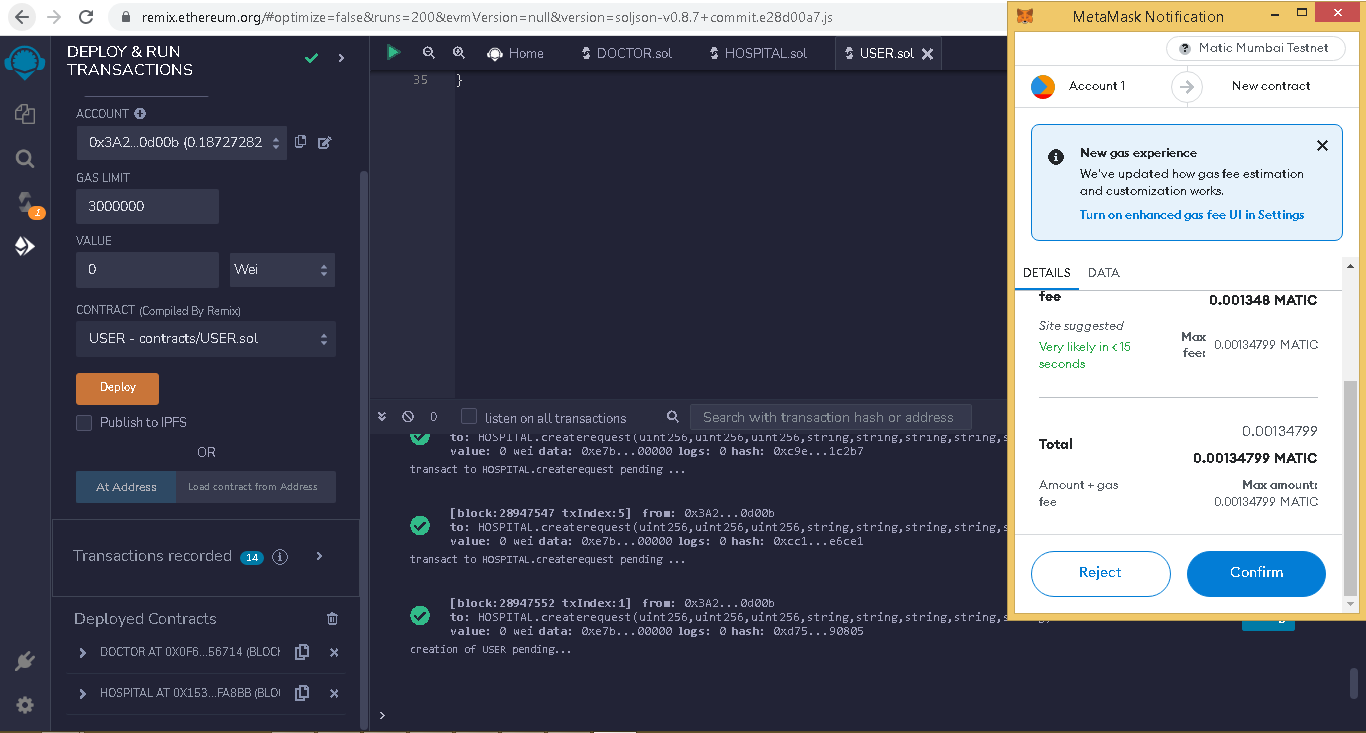 remix.ethereum.org/#optimize=false&runs=200&evmVersion=null&version=soljson-v0.8.7+commit.e28d00a7.js
DEPLOY & RUN
TRANSACTIONS
ACCOUNT
0x3A2...0d00b (0.18727282
GAS LIMIT
3000000
VALUE
0
Wei
CONTRACT (Compiled By Remix)
USER - contracts/USER.sol
Deploy
Publish to IPFS
OR
At Address
Load contract from Address
Transactions recorded 14 i
Deployed Contracts
DOCTOR AT 0X0F6...56714 (BLOCK
HOSPITAL AT 0X153...FA8BB (BLO
1
Home
DOCTOR.sol
HOSPITAL.sol
USER.sol
35 }
0
listen on all transactions
Search with transaction hash or address
to: HOSPITAL.createrequest(uint256,uint256,uint256,string,string,string,string,s
value: 0 wei data: 0xe7b...00000 logs: 0 hash: 0xc9e...1c2b7
transact to HOSPITAL.createrequest pending ...
[block:28947547 txIndex:5] from: 0x3A2...0d00b
to: HOSPITAL.createrequest(uint256,uint256,uint256,string,string,string,string,s
value: 0 wei data: 0xe7b...00000 logs: 0 hash: 0xcc1...e6ce1
transact to HOSPITAL.createrequest pending ...
[block:28947552 txIndex:1] from: 0x3A2...0d00b
to: HOSPITAL.createrequest(uint256,uint256,uint256,string,string,string,string,s
value: 0 wei data: 0xe7b...00000 logs: 0 hash: 0xd75...90805
creation of USER pending...
>
MetaMask Notification
? Matic Mumbai Testnet
Account 1
New contract
New gas experience
We've updated how gas fee estimation
and customization works.
Turn on enhanced gas fee UI in Settings
DETAILS
DATA
fee
0.001348 MATIC
Site suggested
Very likely in < 15
seconds
Max
fee:
0.00134799 MATIC
0.00134799
Total
0.00134799 MATIC
Amount + gas
fee
Max amount:
0.00134799 MATIC
Reject
Confirm